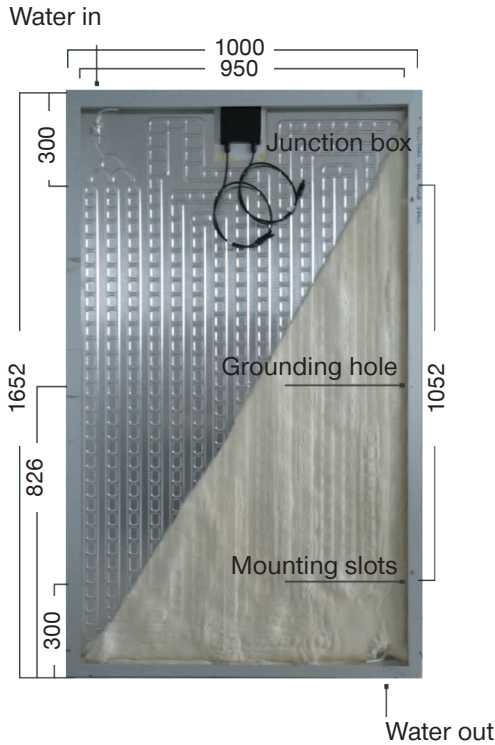 Water in
1000
950
300
Junction box
Grounding hole
1652
1052
826
Mounting slots
300
Water out